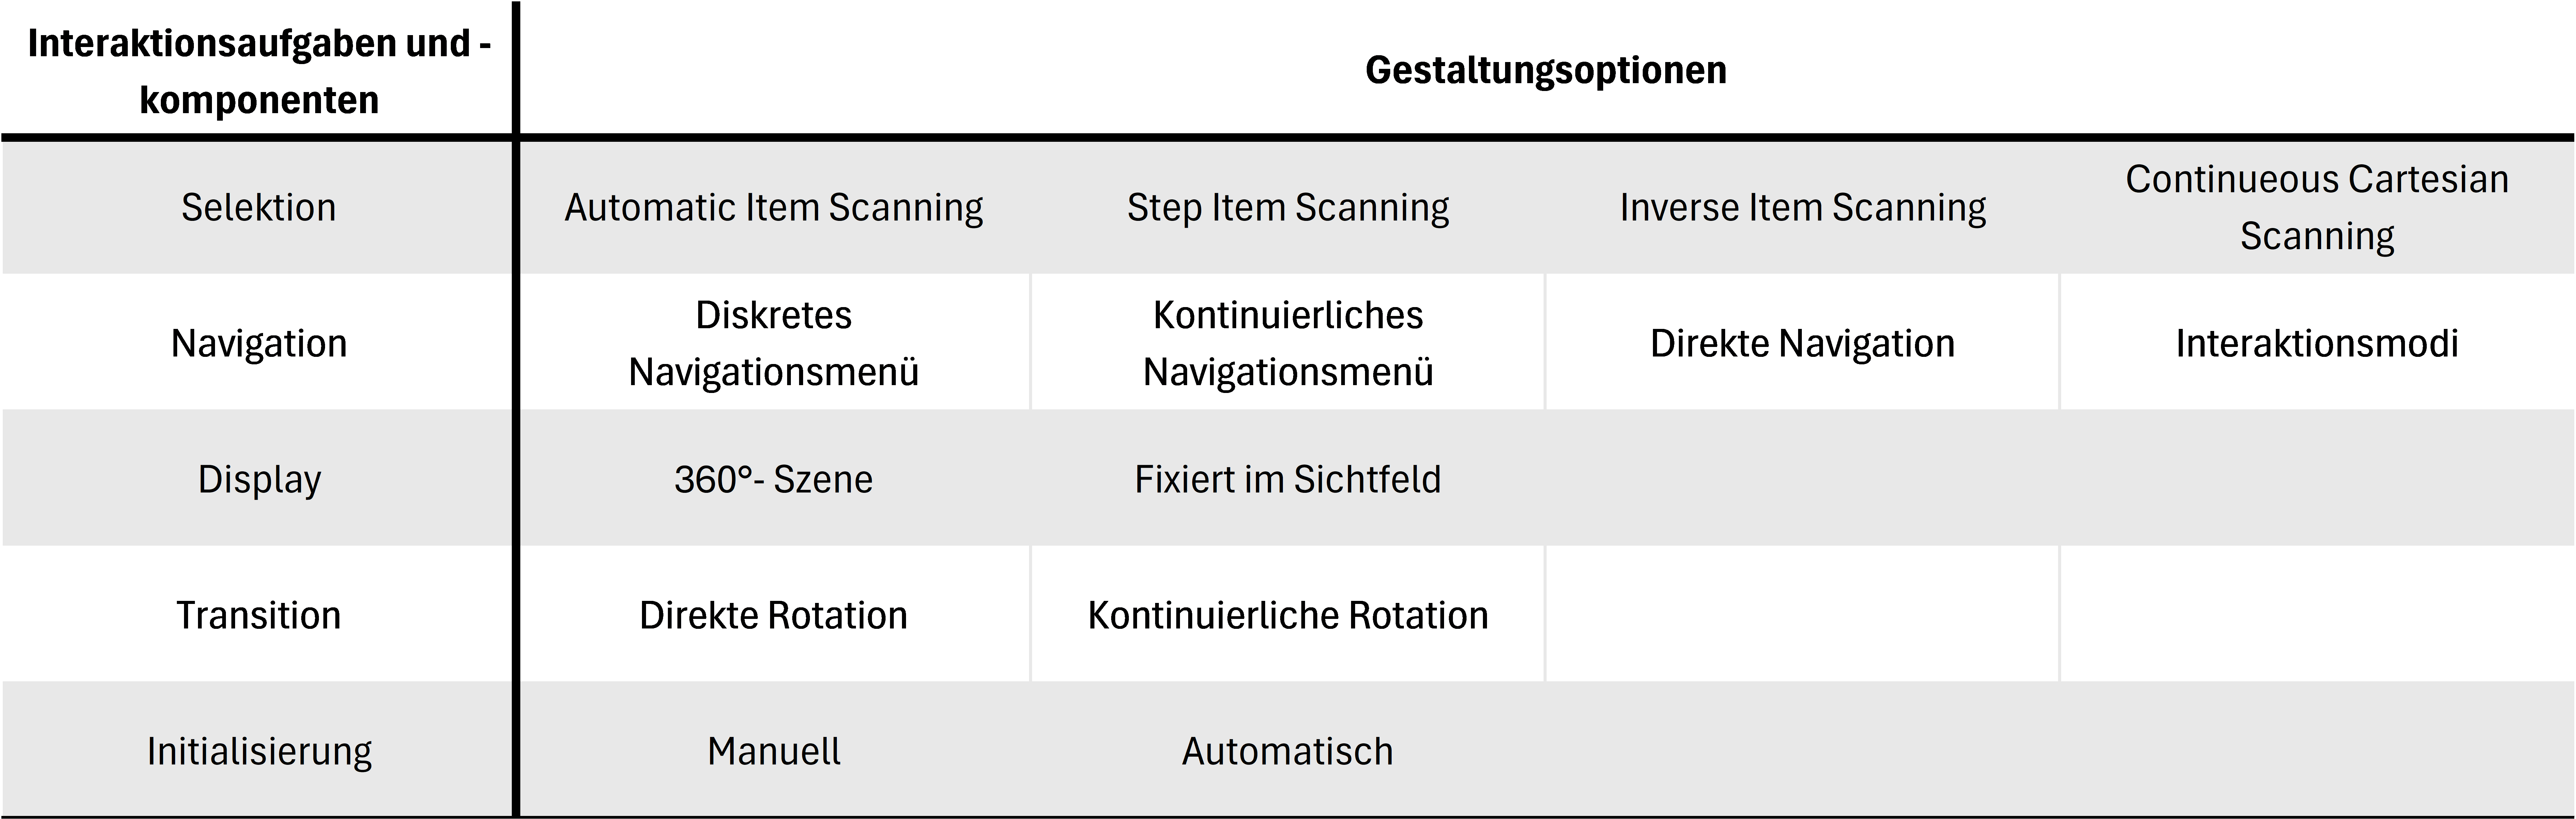 Interaktionsaufgaben und -
komponenten
Gestaltungsoptionen
Selektion
Automatic Item Scanning
Step Item Scanning
Inverse Item Scanning
Continueous Cartesian
Scanning
Navigation
Diskretes
Navigationsmenü
Kontinuierliches
Navigationsmenü
Direkte Navigation
Interaktionsmodi
Display
360°- Szene
Fixiert im Sichtfeld
Transition
Direkte Rotation
Kontinuierliche Rotation
Initialisierung
Manuell
Automatisch